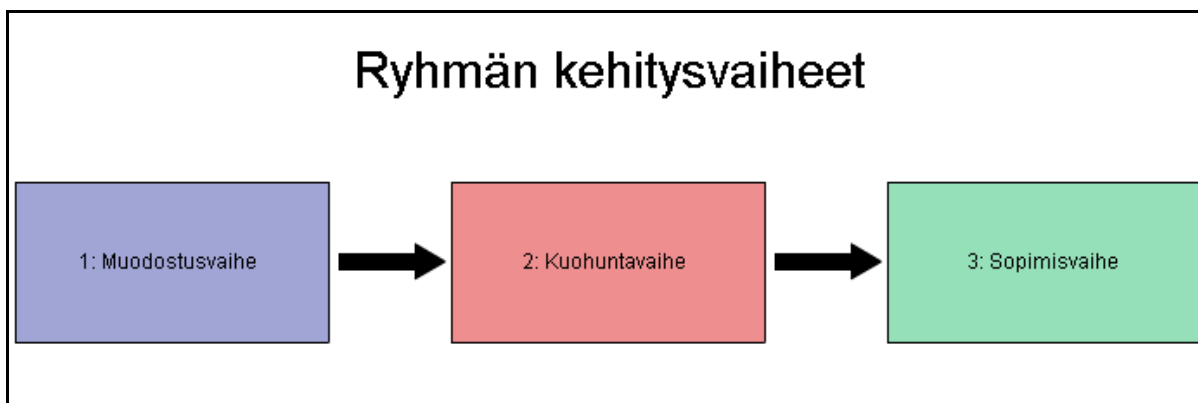 Ryhmän kehitysvaiheet
1: Muodostusvaihe
2: Kuohuntavaihe
3: Sopimisvaihe